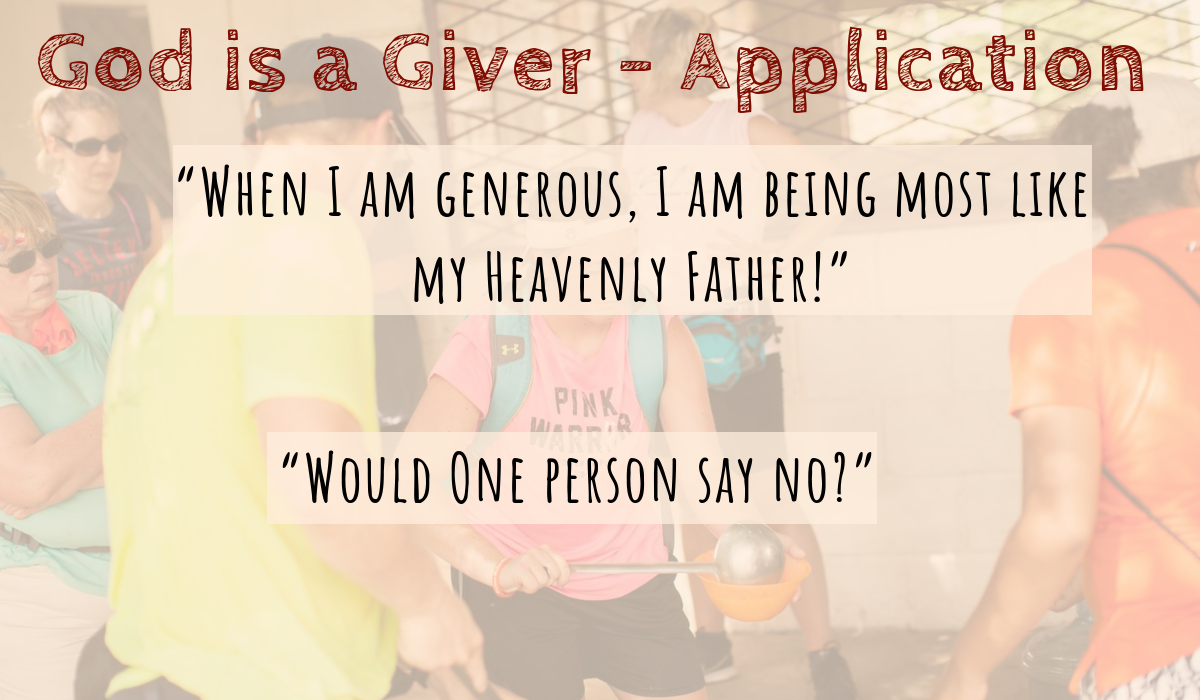 God is a Giver - Application
“When I am generous, I am being most like
my Heavenly Father!”
PINK
WARRIOR
“Would One person say no?”